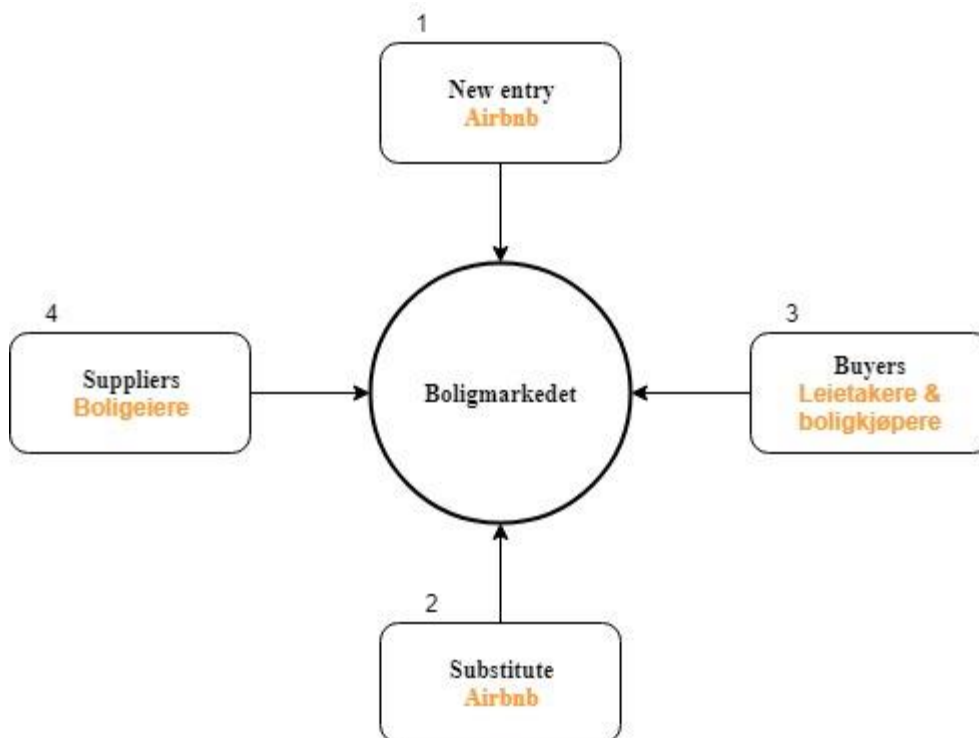 1
New entry
Airbnb
4
Suppliers
Boligeiere
Boligmarkedet
3
Buyers
Leietakere &
boligkjøpere
2
Substitute
Airbnb